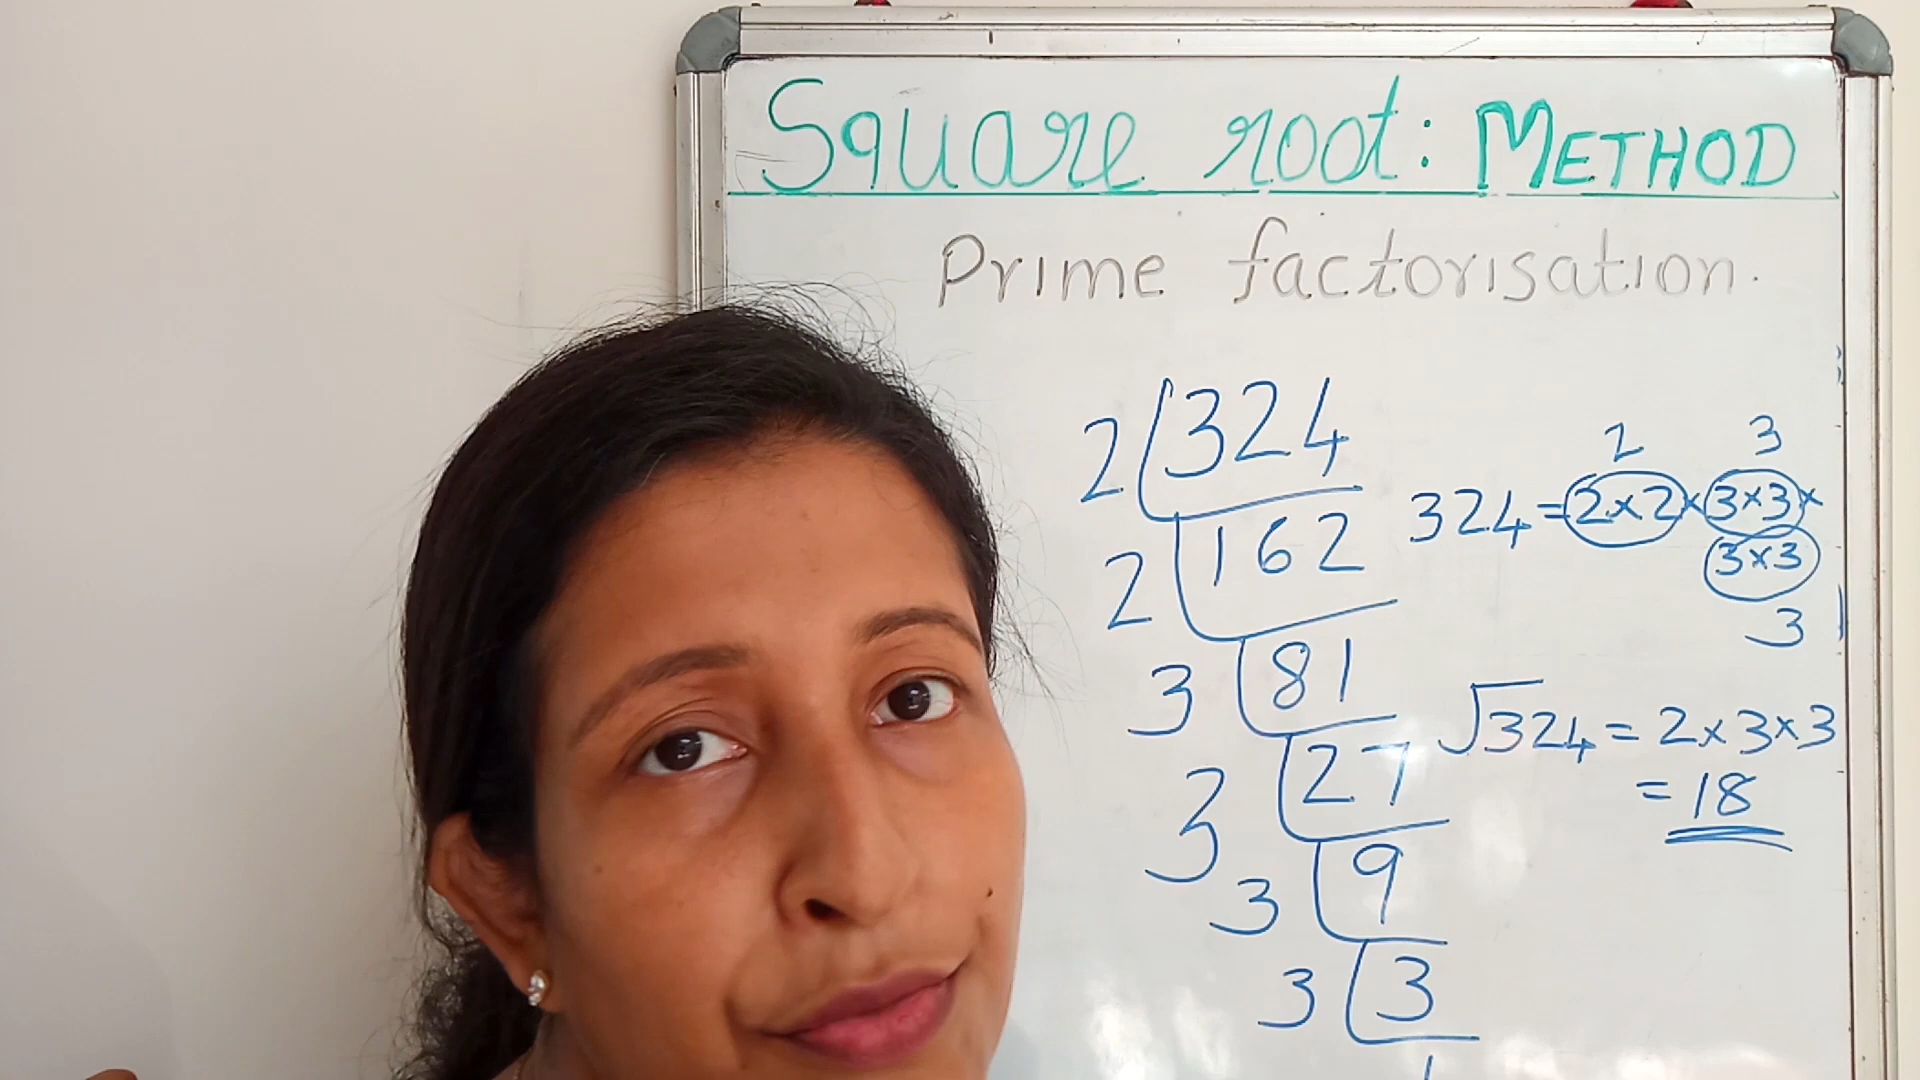 Square root: METHOD
Prime factorisation.
2 324
2 162
3 81
3 27
3 9
3 3
1
2 3
324 = 2×2×3×3×
3×3
3
√324 = 2×3×3
= 18